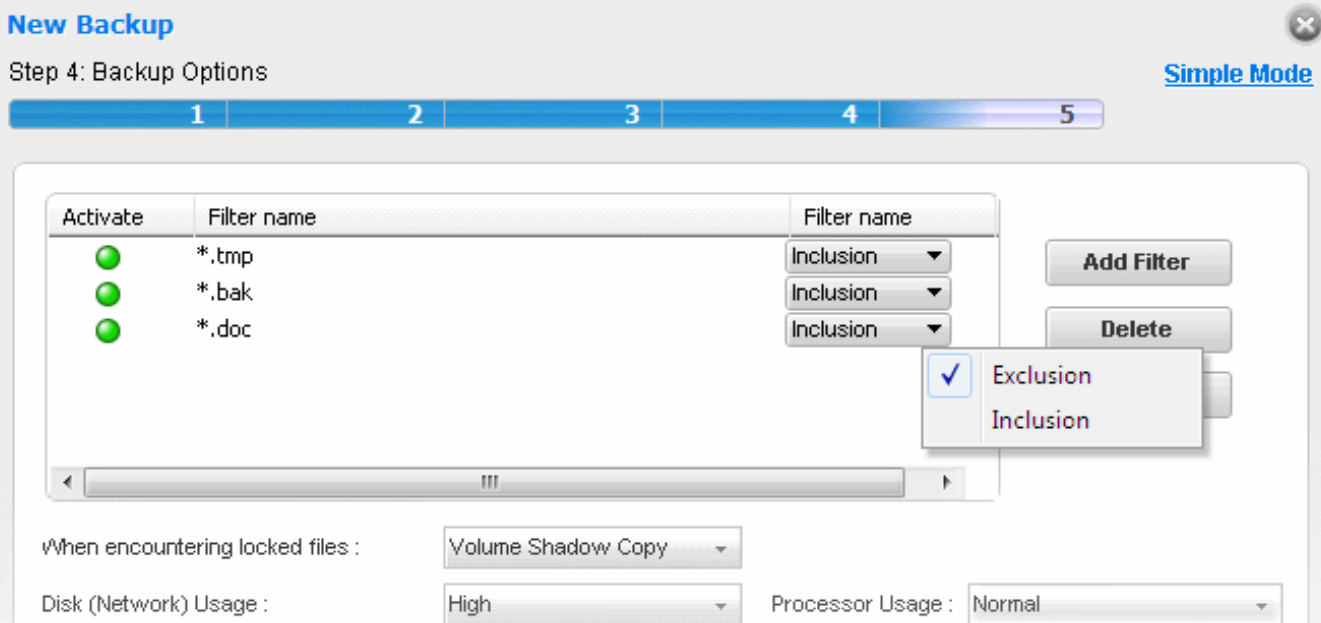 New Backup
Step 4: Backup Options
Simple Mode
1 2 3 4 5
Activate Filter name Filter name
*.tmp Inclusion
Add Filter
*.bak Inclusion
*.doc Inclusion
Delete
Exclusion
Inclusion
When encountering locked files : Volume Shadow Copy
Disk (Network) Usage : High Processor Usage : Normal